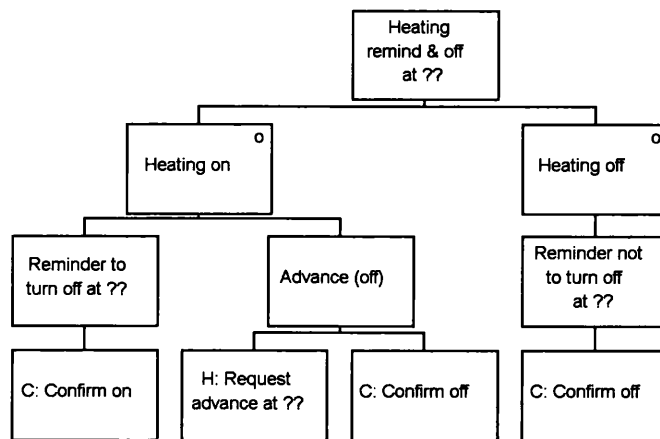 Heating
remind & off
at ??
o
Heating on
o
Heating off
Reminder to
turn off at ??
Advance (off)
Reminder not
to turn off
at ??
C: Confirm on
H: Request
advance at ??
C: Confirm off
C: Confirm off